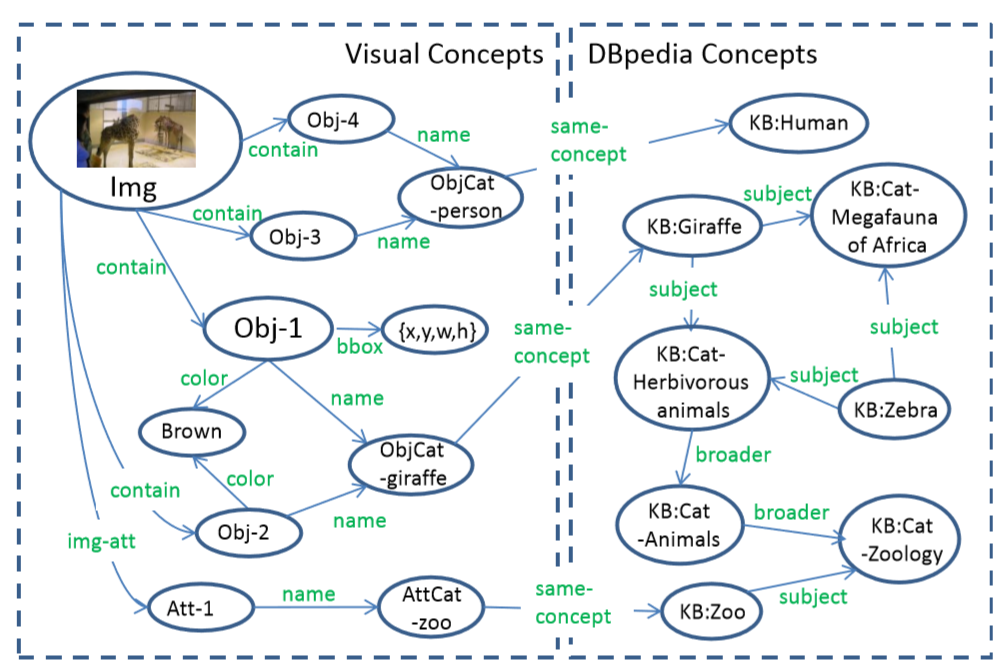 Visual Concepts
DBpedia Concepts
Img
contain
Obj-4
name
ObjCat
-person
contain
Obj-3
name
contain
Obj-1
bbox
{x,y,w,h}
color
name
Brown
ObjCat
-giraffe
color
contain
Obj-2
name
img-att
Att-1
name
AttCat
-zoo
same-
concept
same-
concept
same-
concept
KB:Human
KB:Giraffe
subject
KB:Cat-
Megafauna
of Africa
subject
subject
KB:Cat-
Herbivorous
animals
subject
KB:Zebra
broader
KB:Cat
-Animals
broader
KB:Cat
-Zoology
KB:Zoo
subject